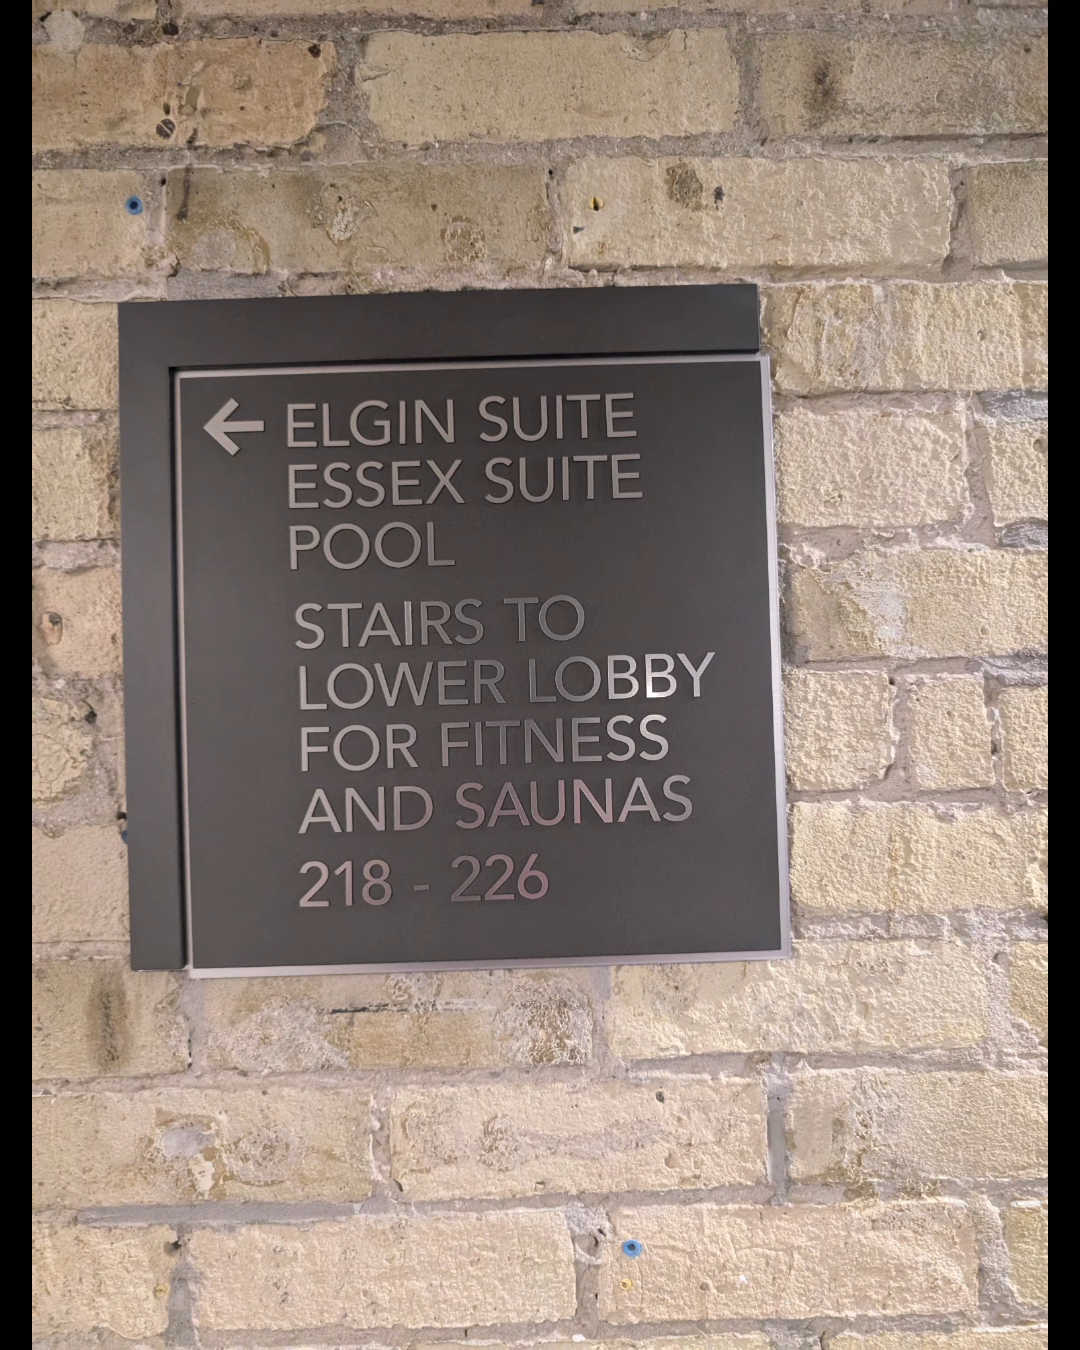 ELGIN SUITE
ESSEX SUITE
POOL
STAIRS TO
LOWER LOBBY
FOR FITNESS
AND SAUNAS
218 - 226